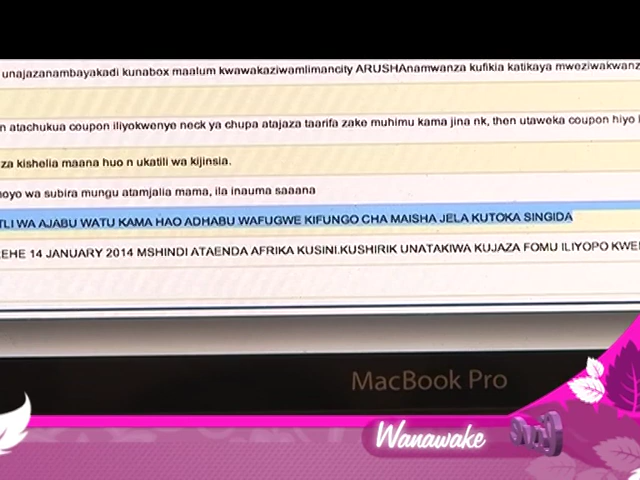 unajazanambayakadi kunabox maalum kwawakaziwamlimancity ARUSHAnamwanza kufikia katikaya mweziwakwanz
n atachukua coupon iliyokwenye neck ya chupa atajaza taarifa zake muhimu kama jina nk, then utaweka coupon hiyo
za kishelia maana huo n ukatili wa kijinsia.
noyo wa subira mungu atamjalia mama, ila inauma saaana
TLI WA AJABU WATU KAMA HAO ADHABU WAFUGWE KIFUNGO CHA MAISHA JELA KUTOKA SINGIDA
EHE 14 JANUARY 2014 MSHINDI ATAENDA AFRIKA KUSINI.KUSHIRIK UNATAKIWA KUJAZA FOMU ILIYOPO KWE
MacBook Pro
Wanawake